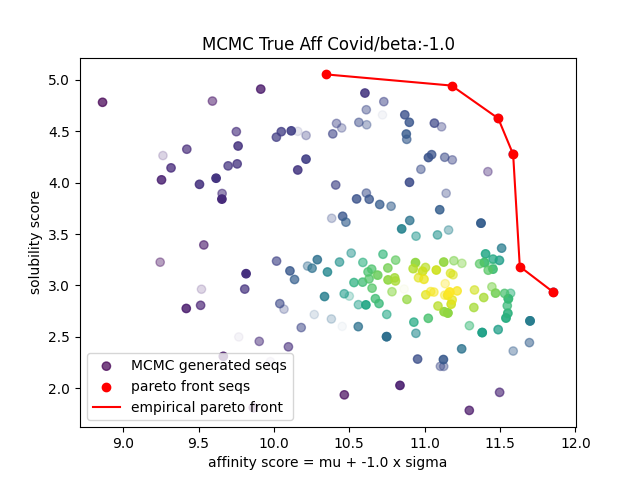 MCMC True Aff Covid/beta:-1.0
solubility score
5.0
4.5
4.0
3.5
3.0
2.5
2.0
MCMC generated seqs
pareto front seqs
empirical pareto front
9.0 9.5 10.0 10.5 11.0 11.5 12.0
affinity score = mu + -1.0 x sigma